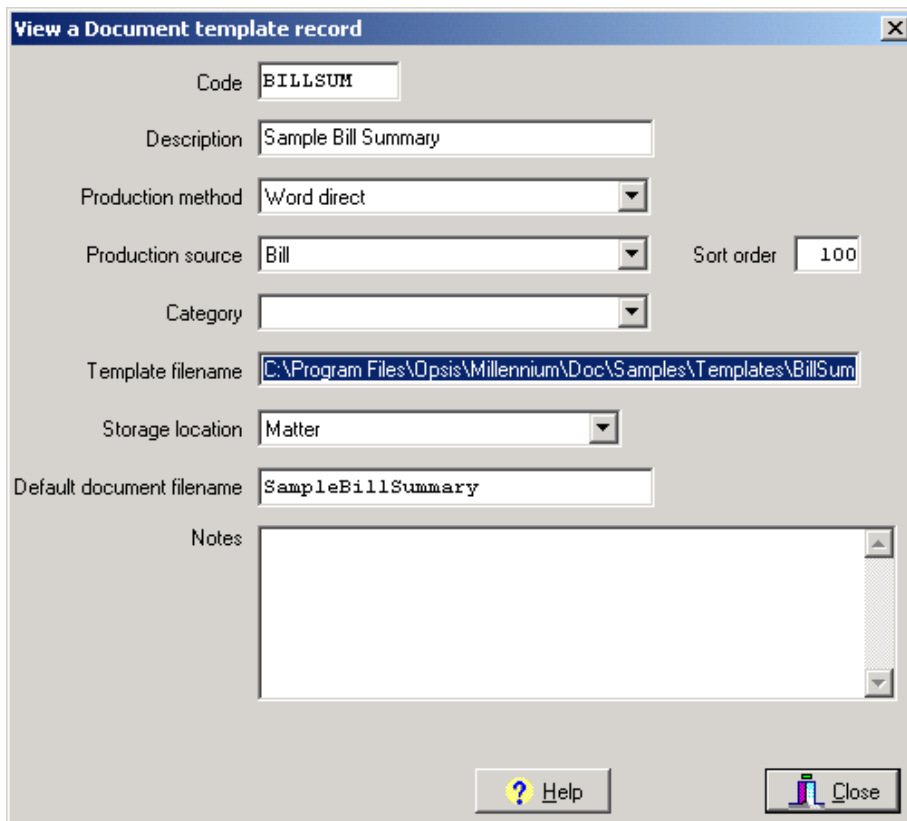 View a Document template record
Code BILLSUM
Description Sample Bill Summary
Production method Word direct
Production source Bill Sort order 100
Category
Template filename C:\Program Files\Opsis\Millennium\Doc\Samples\Templates\BillSum
Storage location Matter
Default document filename SampleBillSummary
Notes
? Help Close